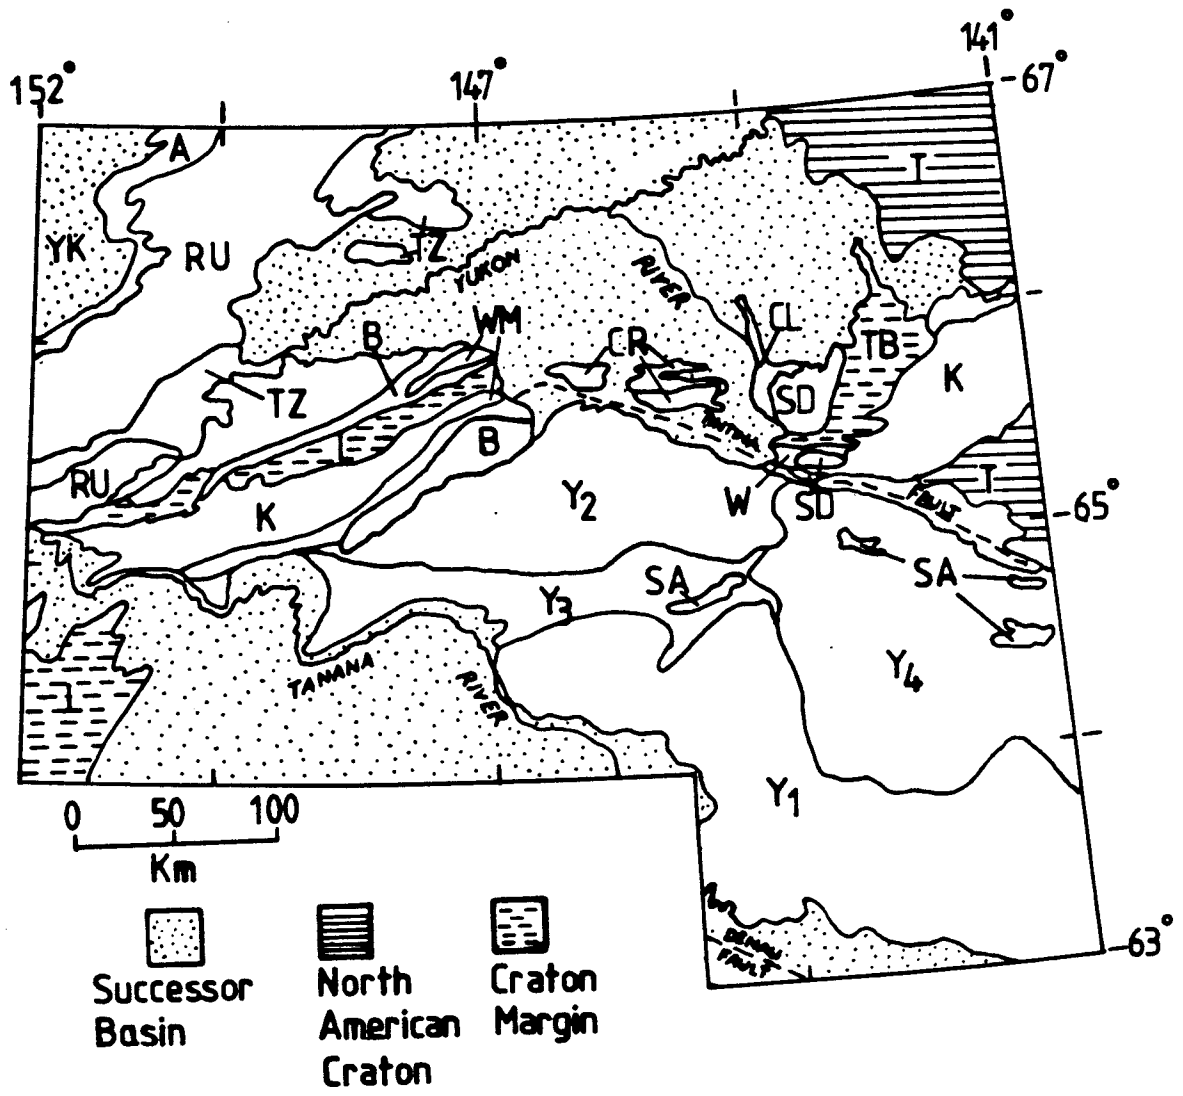 141°
152°
147°
67°
A
T
YK
RU
TZ
YUKON
RIVER
WM
B
CL
CR
TB
TZ
SD
K
B
TINTINA
RU
Y2
W
SD
T
65°
K
FAULT
SA
SA
Y3
TANANA
RIVER
Y4
Y1
0 50 100
Km
DENALI
FAULT
63°
Successor
Basin
North
American
Craton
Craton
Margin